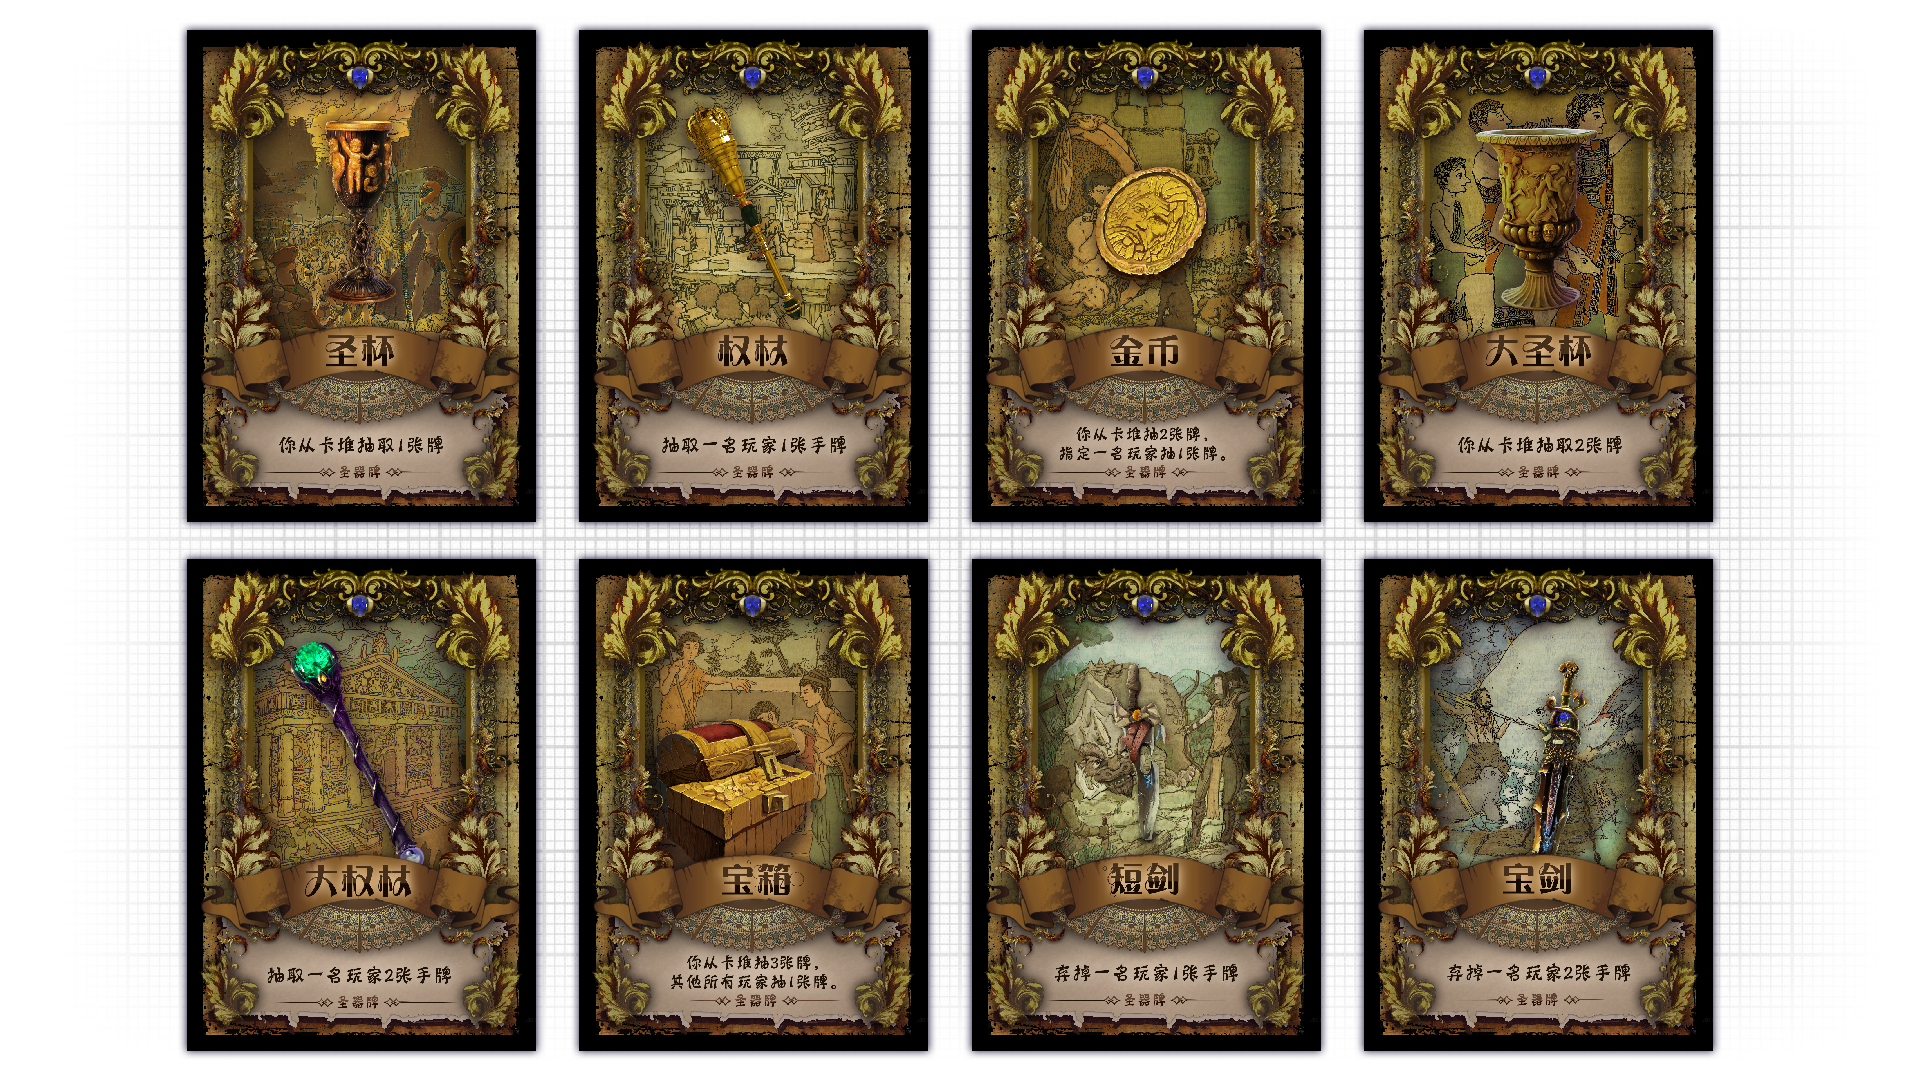 圣杯
你从卡堆抽取1张牌
圣器牌
权杖
抽取一名玩家1张手牌
圣器牌
金币
你从卡堆抽2张牌,
指定一名玩家抽1张牌。
圣器牌
大圣杯
你从卡堆抽取2张牌
圣器牌
大权杖
抽取一名玩家2张手牌
圣器牌
宝箱
你从卡堆抽3张牌,
其他所有玩家抽1张牌。
圣器牌
短剑
弃掉一名玩家1张手牌
圣器牌
宝剑
弃掉一名玩家2张手牌
圣器牌